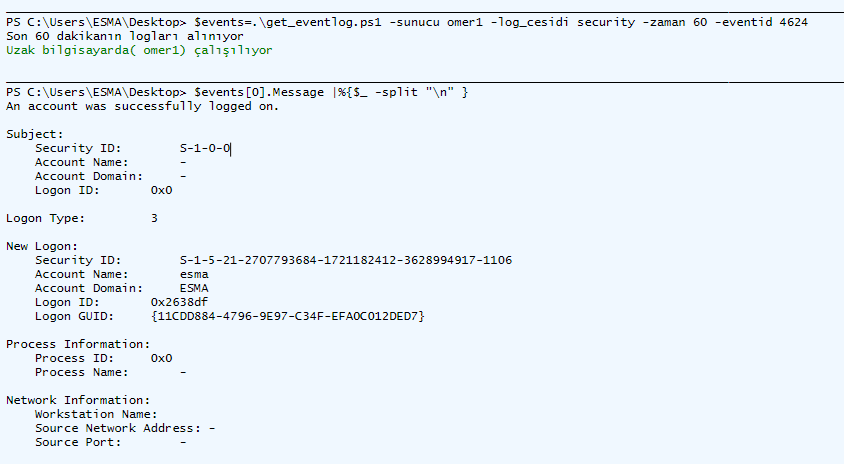 PS C:\Users\ESMA\Desktop> $events=.\get_eventlog.ps1 -sunucu omer1 -log_cesidi security -zaman 60 -eventid 4624
Son 60 dakikanın logları alınıyor
Uzak bilgisayarda( omer1) çalışılıyor
PS C:\Users\ESMA\Desktop> $events[0].Message |%{$_ -split "\n" }
An account was successfully logged on.
Subject:
Security ID: S-1-0-0
Account Name: -
Account Domain: -
Logon ID: 0x0
Logon Type: 3
New Logon:
Security ID: S-1-5-21-2707793684-1721182412-3628994917-1106
Account Name: esma
Account Domain: ESMA
Logon ID: 0x2638df
Logon GUID: {11CDD884-4796-9E97-C34F-EFA0C012DED7}
Process Information:
Process ID: 0x0
Process Name: -
Network Information:
Workstation Name:
Source Network Address: -
Source Port: -